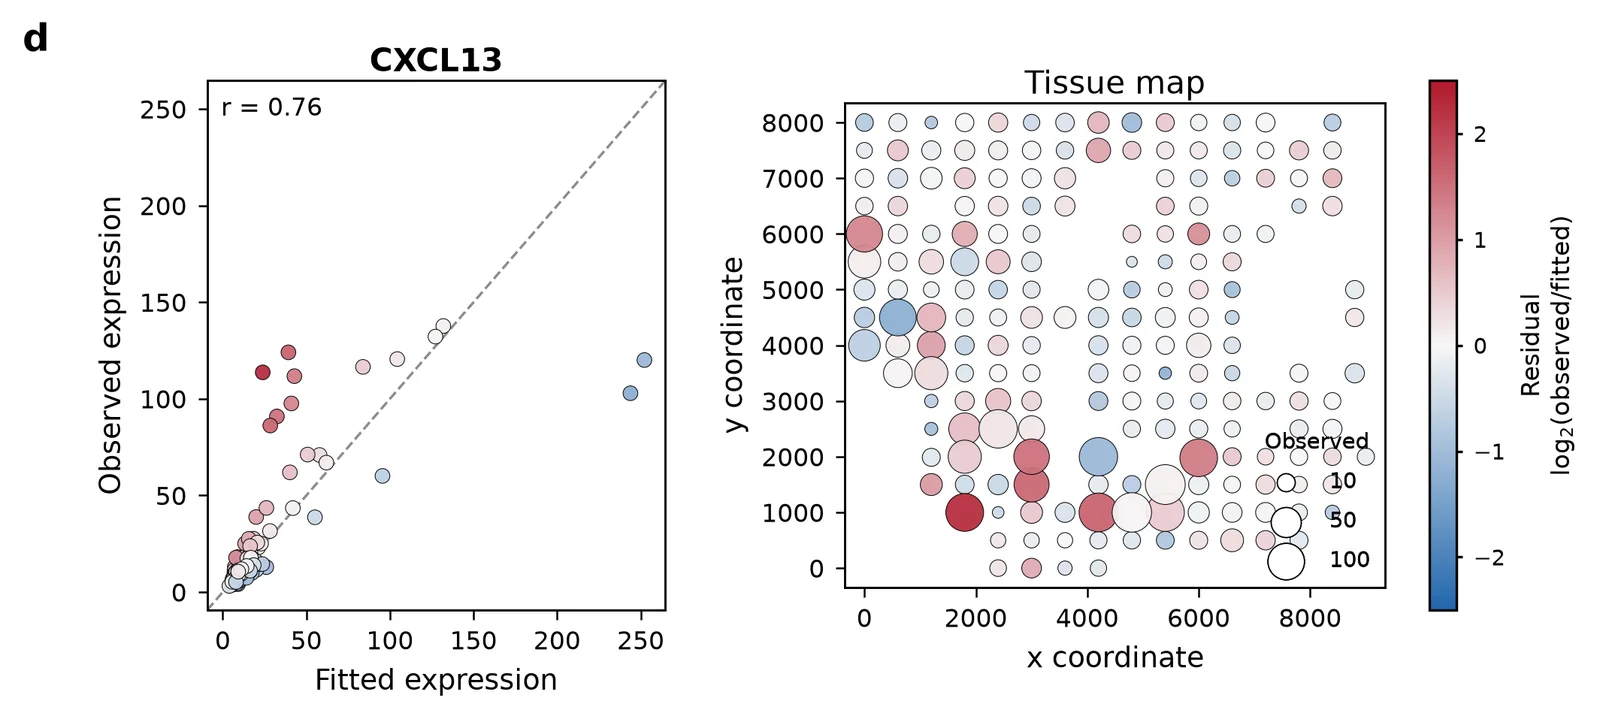 d
CXCL13
r = 0.76
250
200
150
100
50
0
0 50 100 150 200 250
Observed expression
Fitted expression
Tissue map
8000
7000
6000
5000
4000
3000
2000
1000
0
0 2000 4000 6000 8000
y coordinate
x coordinate
Observed
10
50
100
2
1
0
−1
−2
Residual
log₂(observed/fitted)